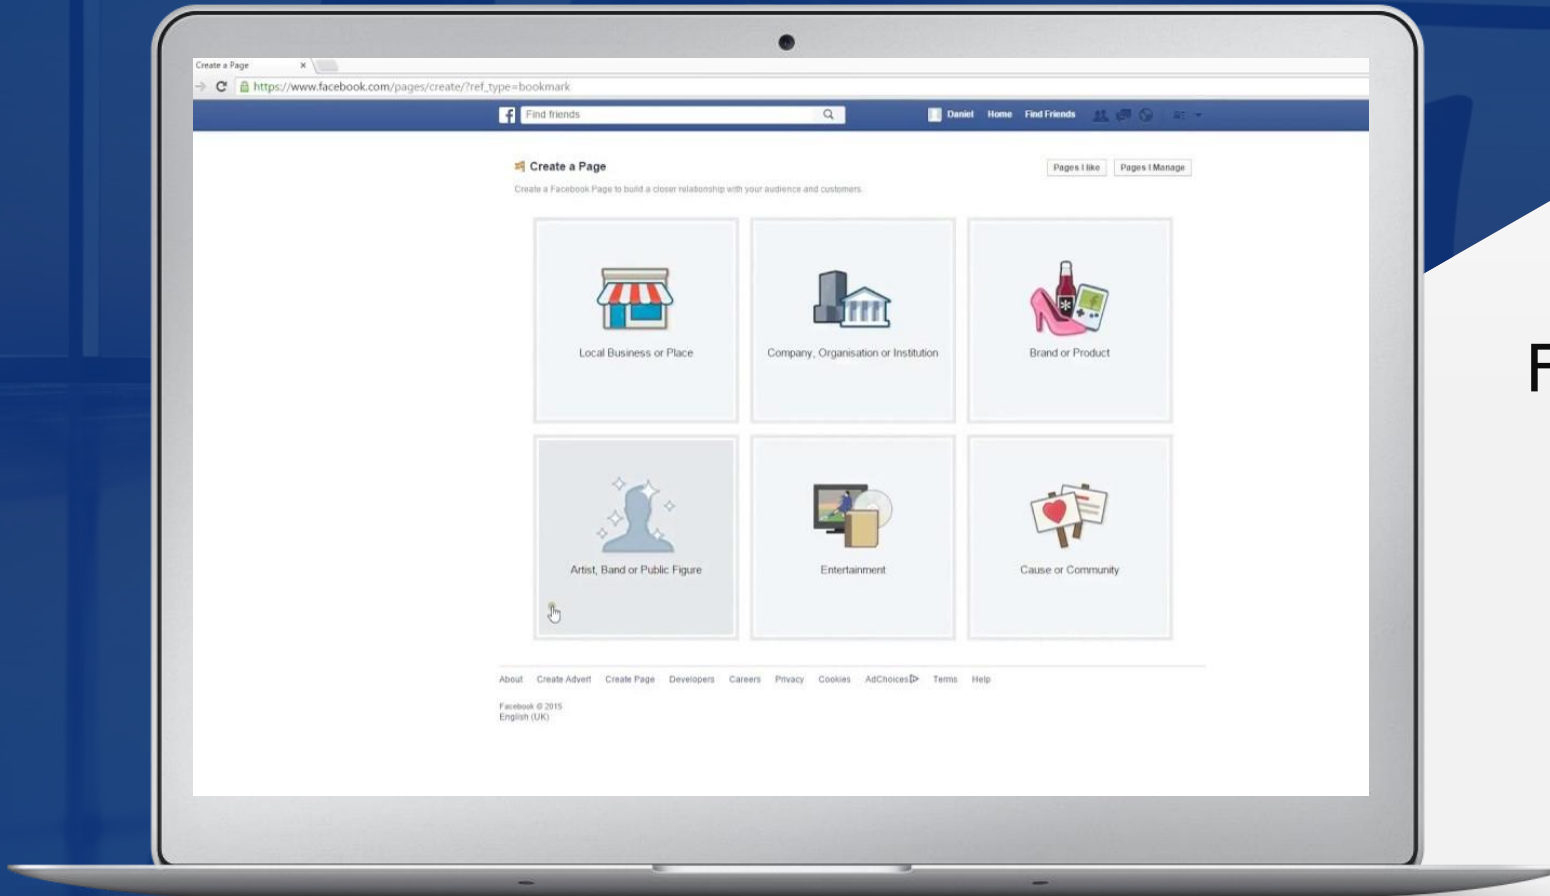 Create a Page
https://www.facebook.com/pages/create/?ref_type=bookmark
f Find friends Daniel Home Find Friends
Create a Page Pages I like Pages I Manage
Create a Facebook Page to build a closer relationship with your audience and customers.
Local Business or Place Company, Organisation or Institution Brand or Product
Artist, Band or Public Figure Entertainment Cause or Community
About Create Advert Create Page Developers Careers Privacy Cookies AdChoices Terms Help
Facebook © 2015
English (UK)
F